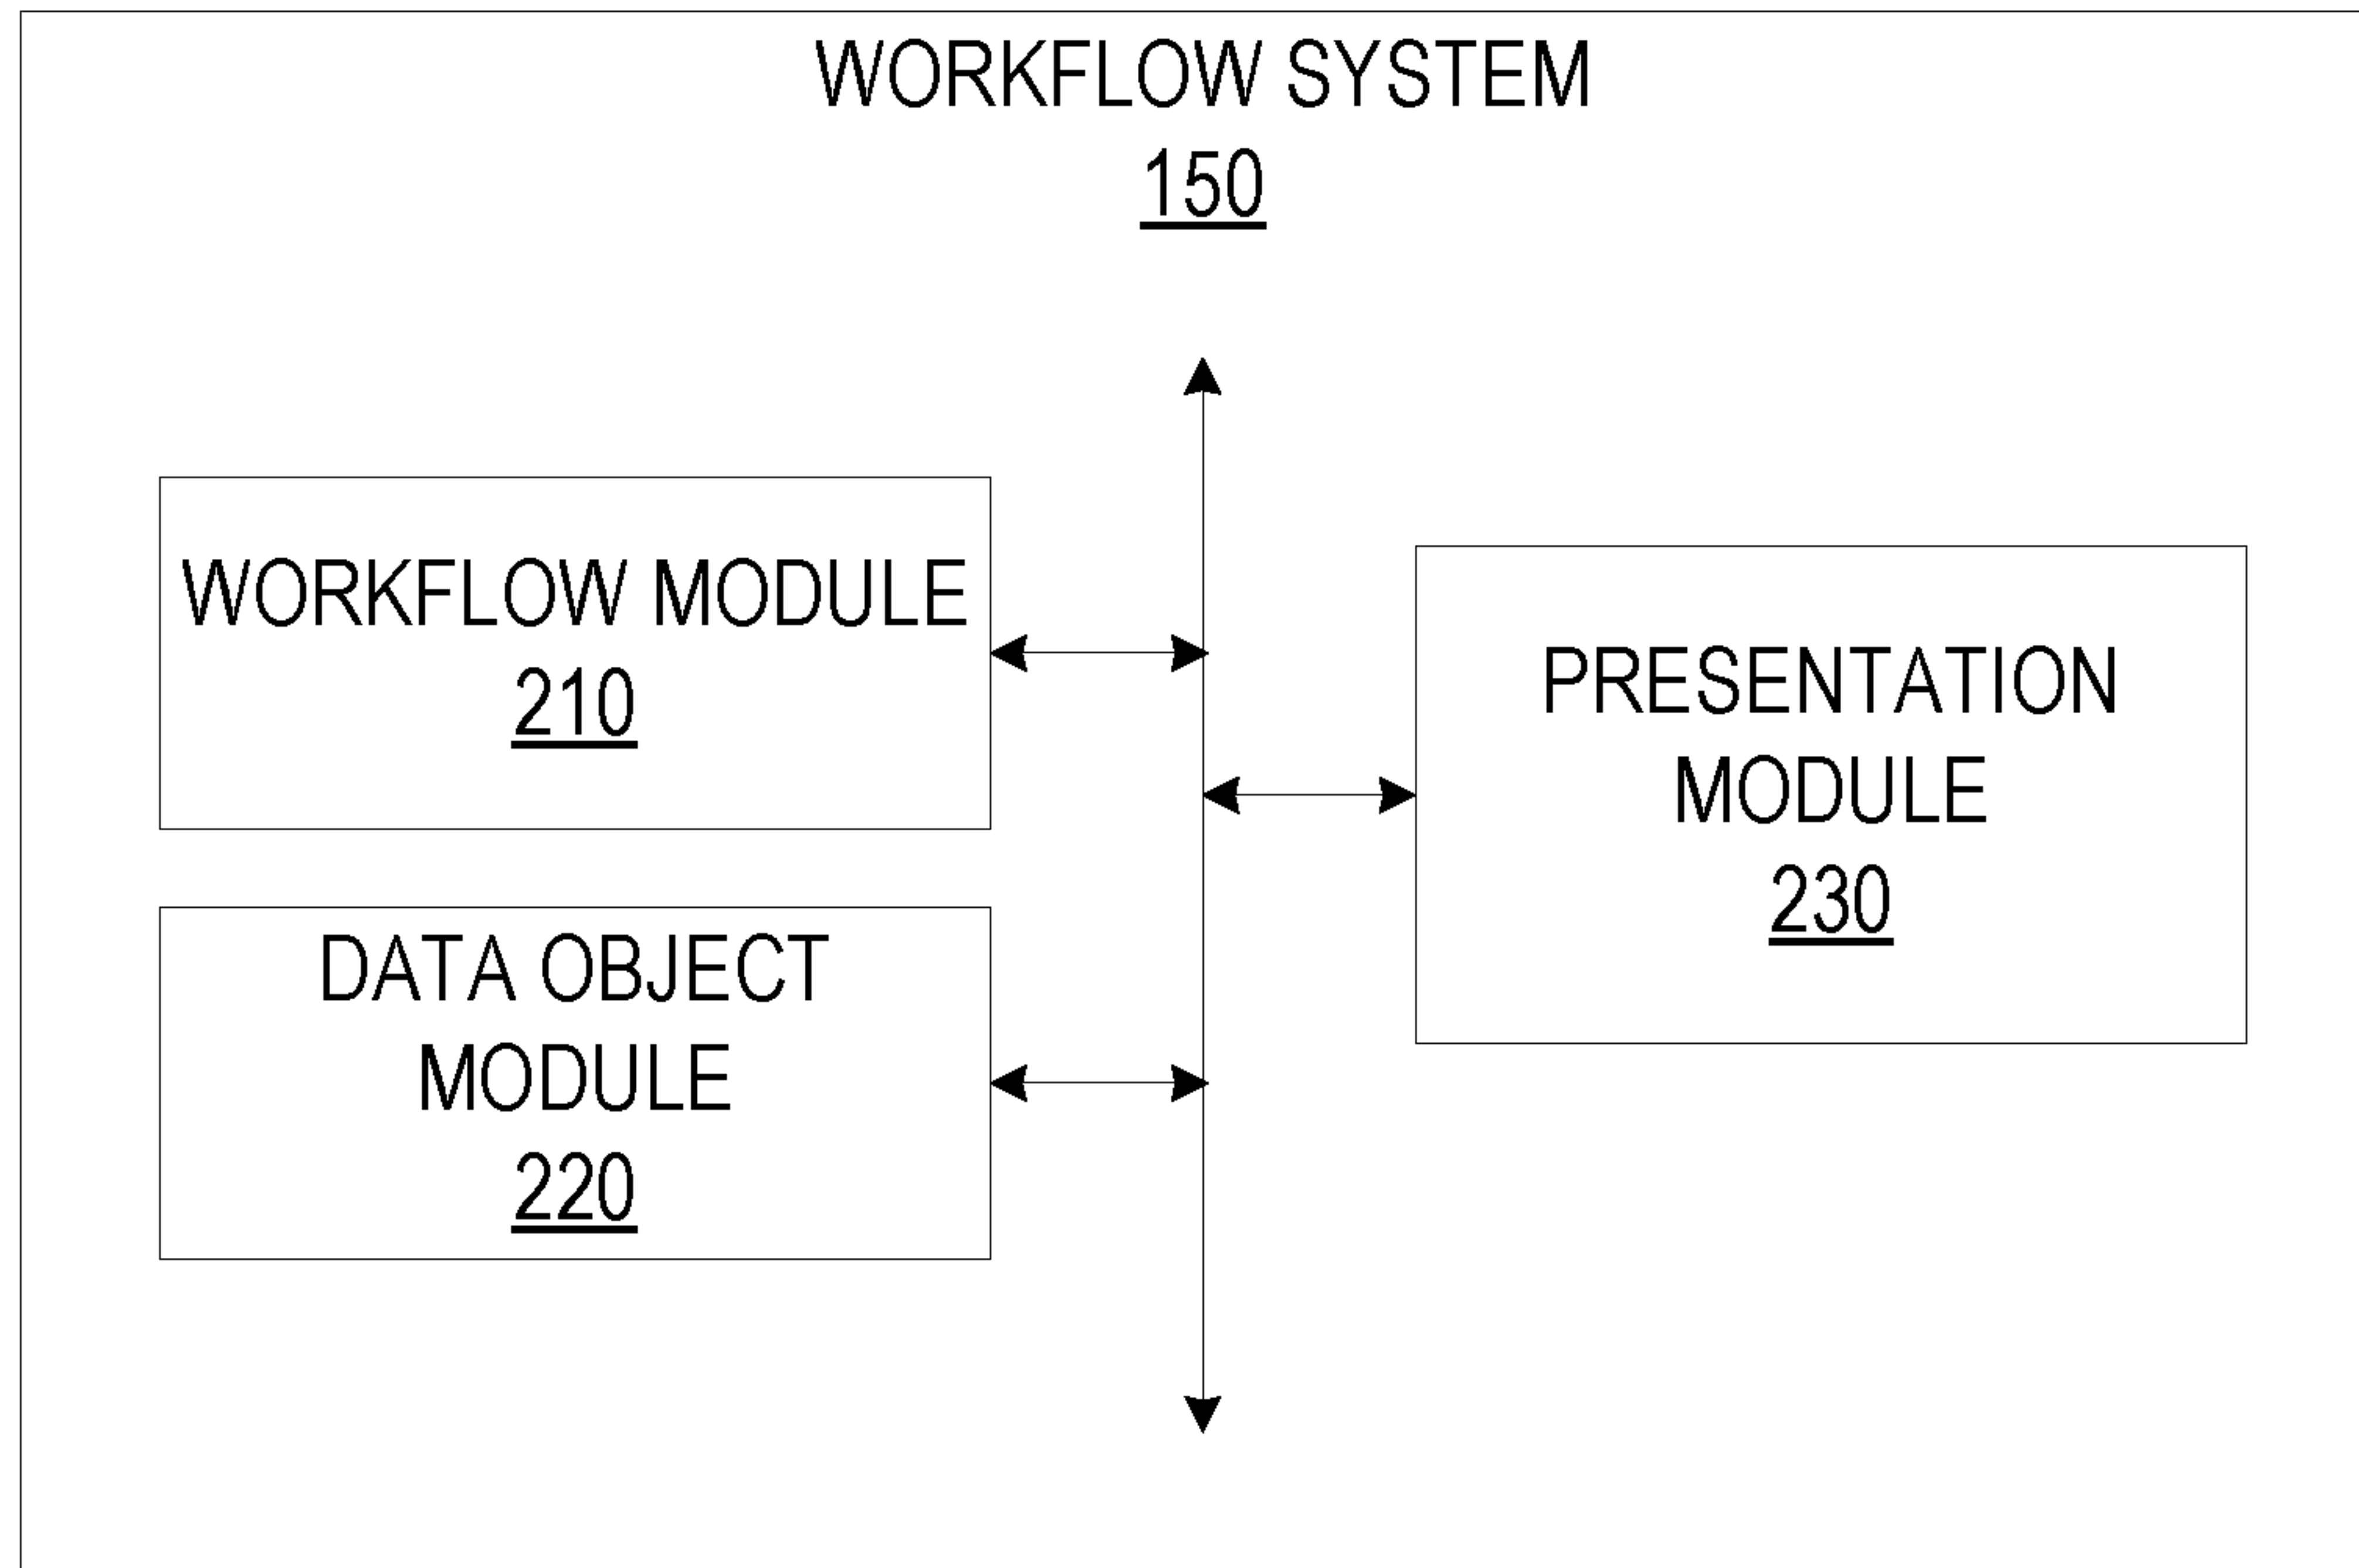 WORKFLOW SYSTEM
150
WORKFLOW MODULE
210
DATA OBJECT
MODULE
220
PRESENTATION
MODULE
230